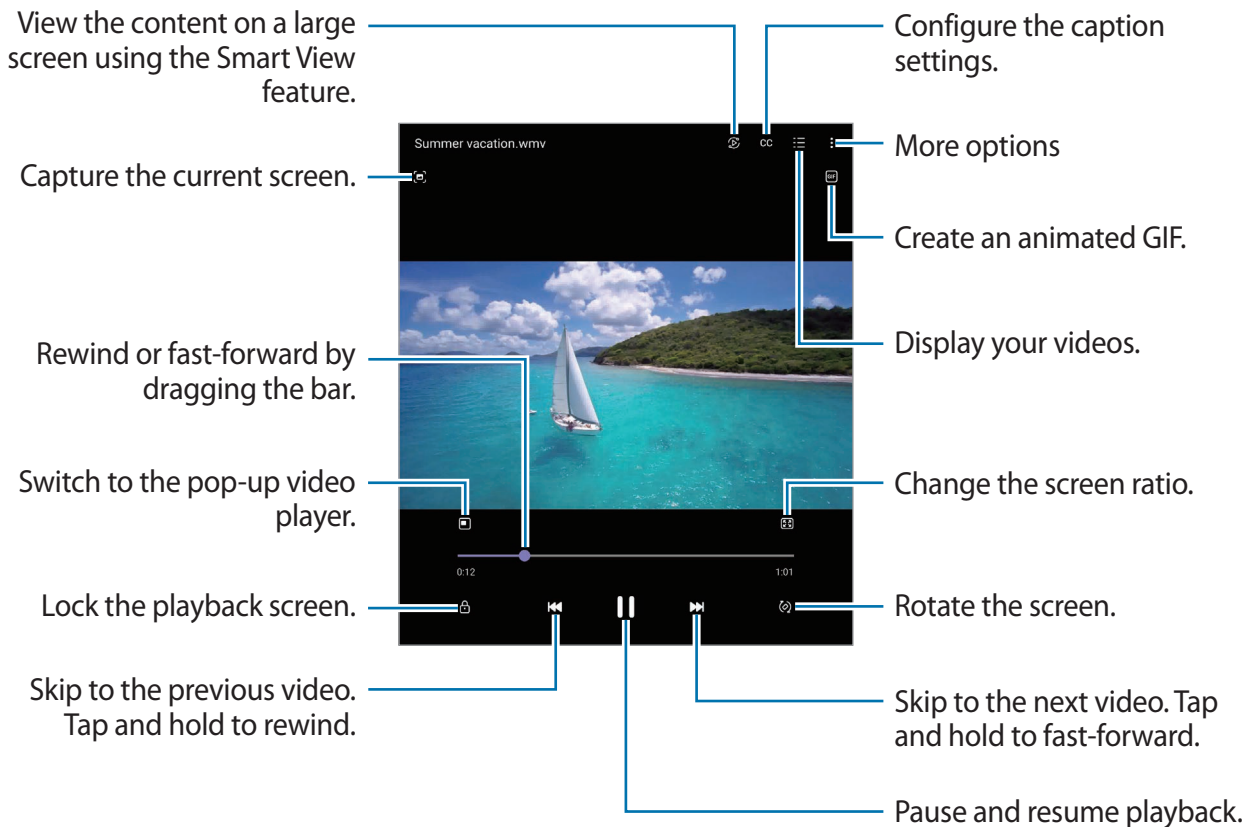 View the content on a large
screen using the Smart View
feature.
Configure the caption
settings.
Summer vacation.wmv
CC
More options
Capture the current screen.
GIF
Create an animated GIF.
Rewind or fast-forward by
dragging the bar.
Display your videos.
Switch to the pop-up video
player.
Change the screen ratio.
0:12
1:01
Lock the playback screen.
Rotate the screen.
Skip to the previous video.
Tap and hold to rewind.
Skip to the next video. Tap
and hold to fast-forward.
Pause and resume playback.